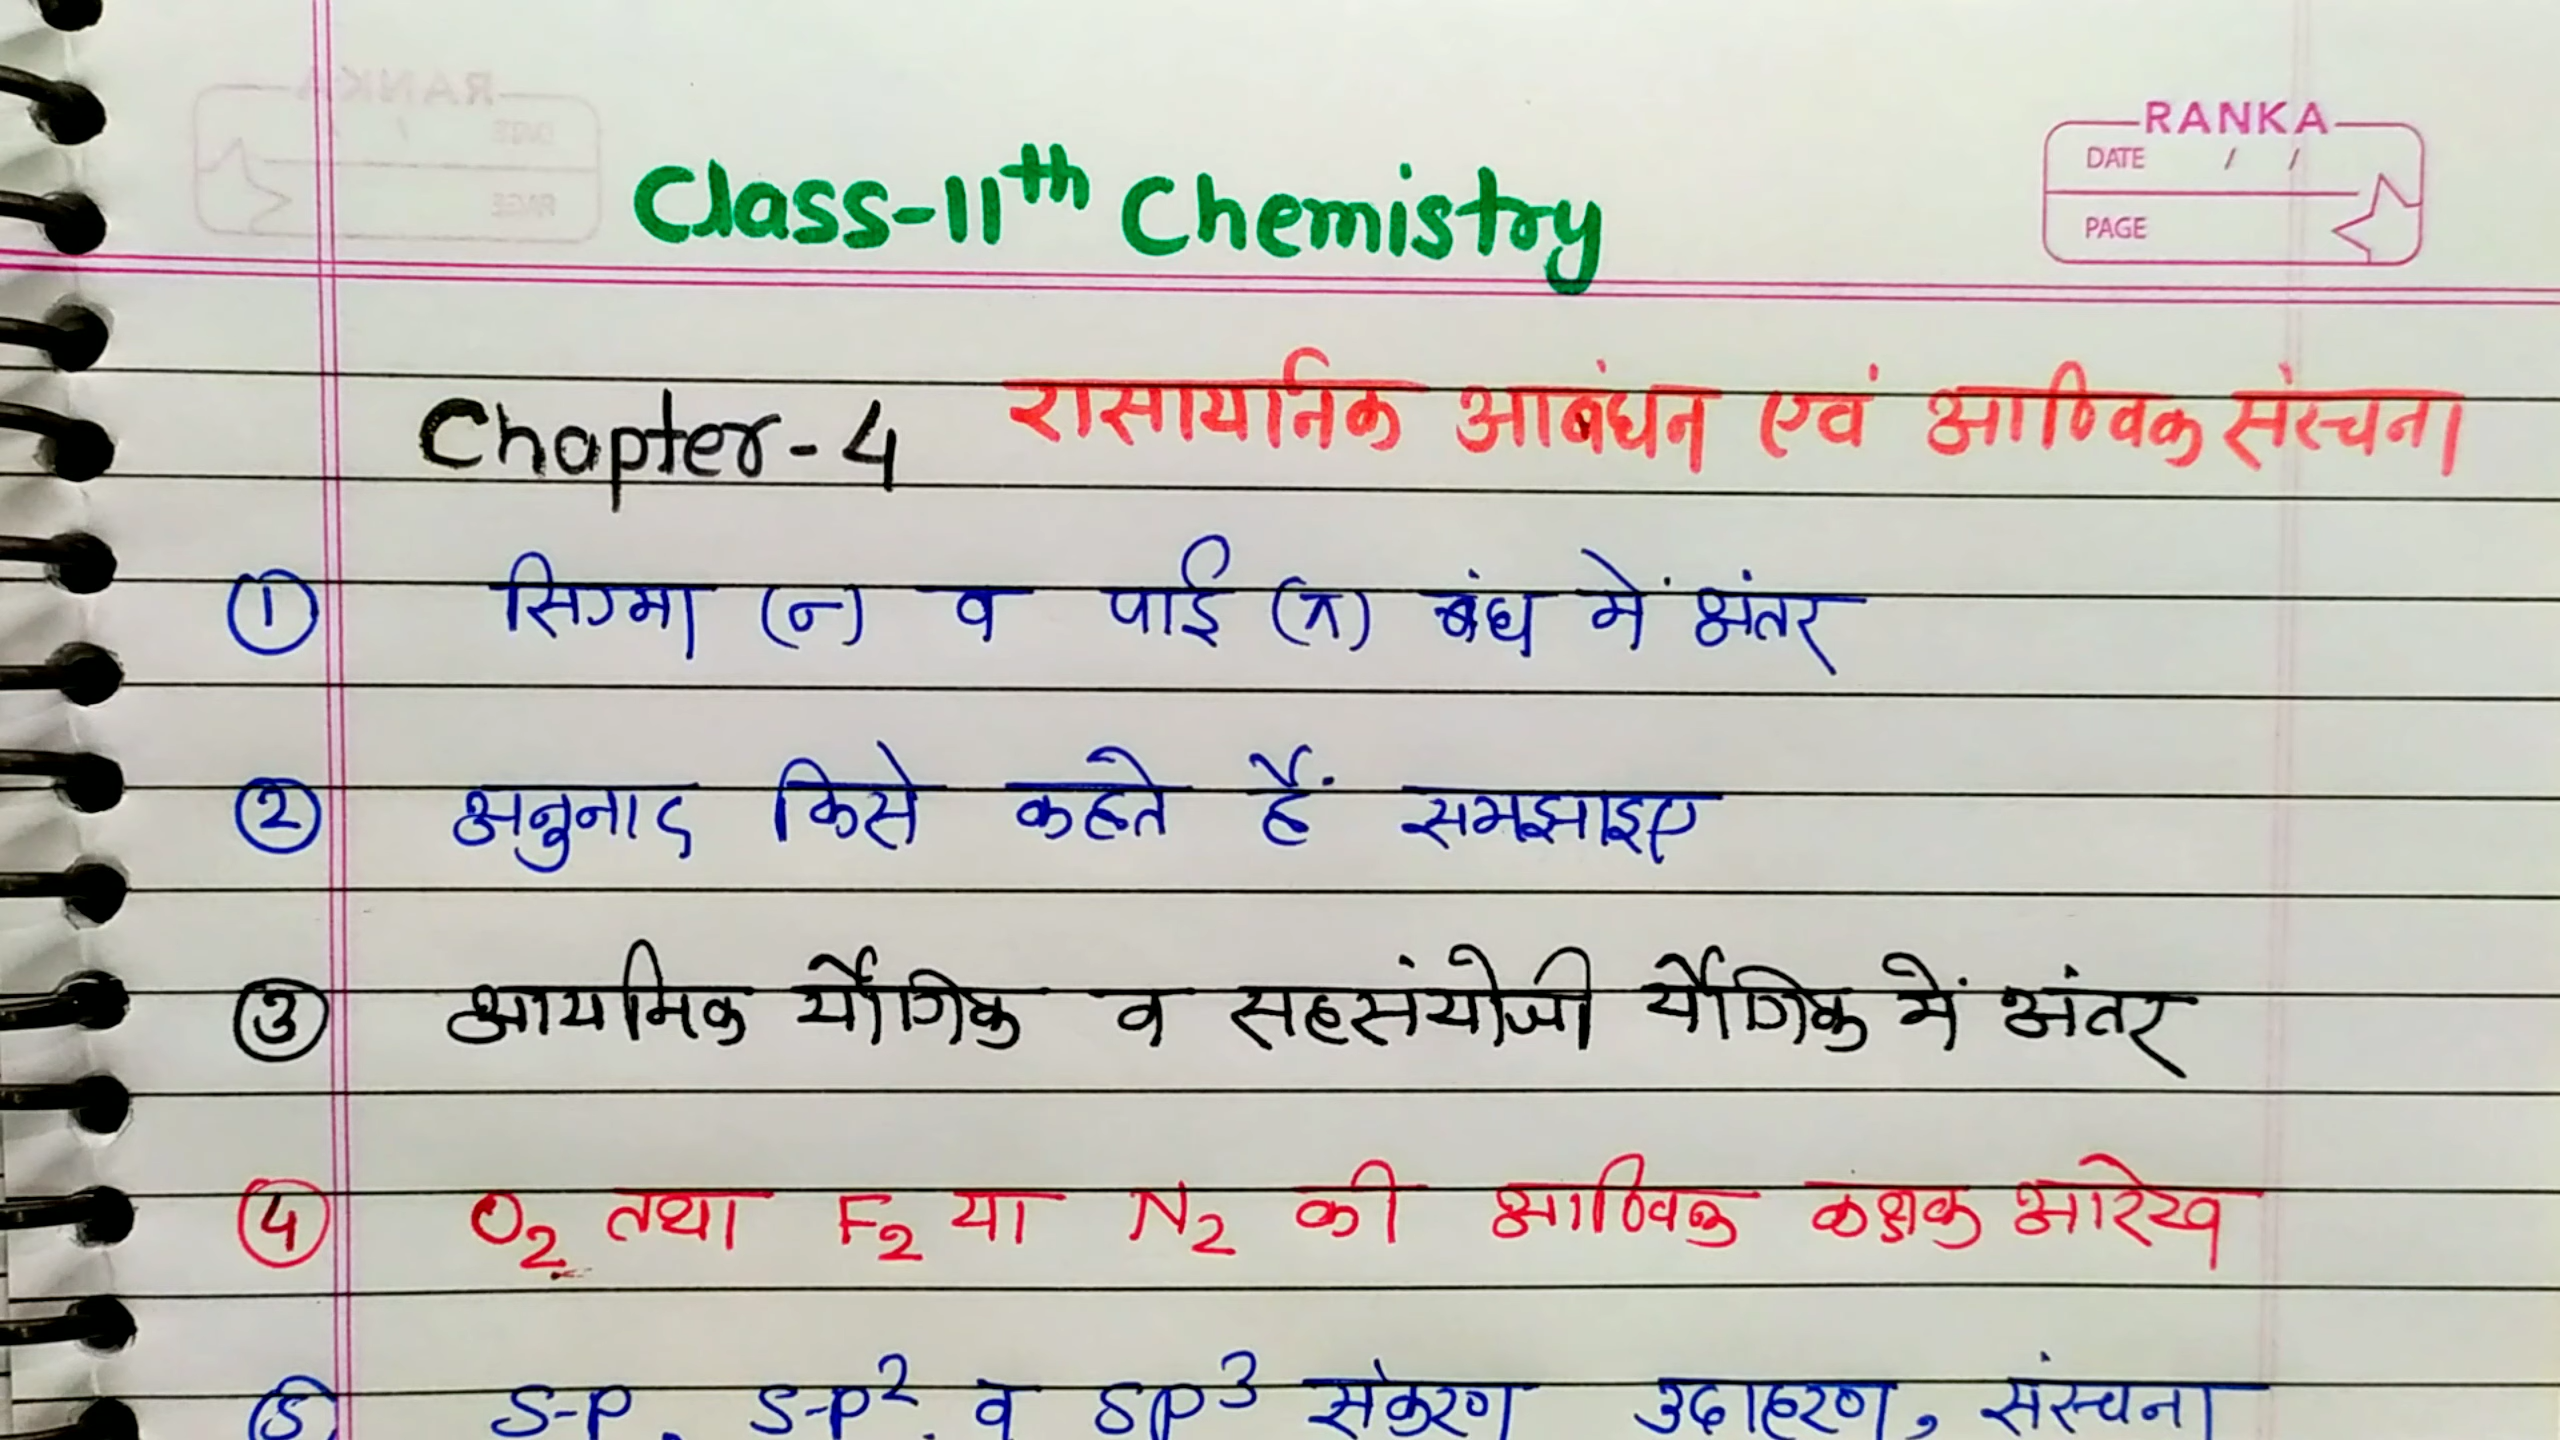 RANKA
DATE / /
PAGE
Class-11th Chemistry
Chapter-4 रासायनिक आबंधन एवं आण्विक संरचना
① सिग्मा (σ) व पाई (π) बंध में अंतर
② अनुनाद किसे कहते हैं समझाइए
③ आयनिक यौगिक व सहसंयोजी यौगिक में अंतर
④ O₂ तथा F₂ या N₂ की आण्विक कक्षक आरेख
⑤ S-P, S-P², व SP³ संकरण उदाहरण, संरचना